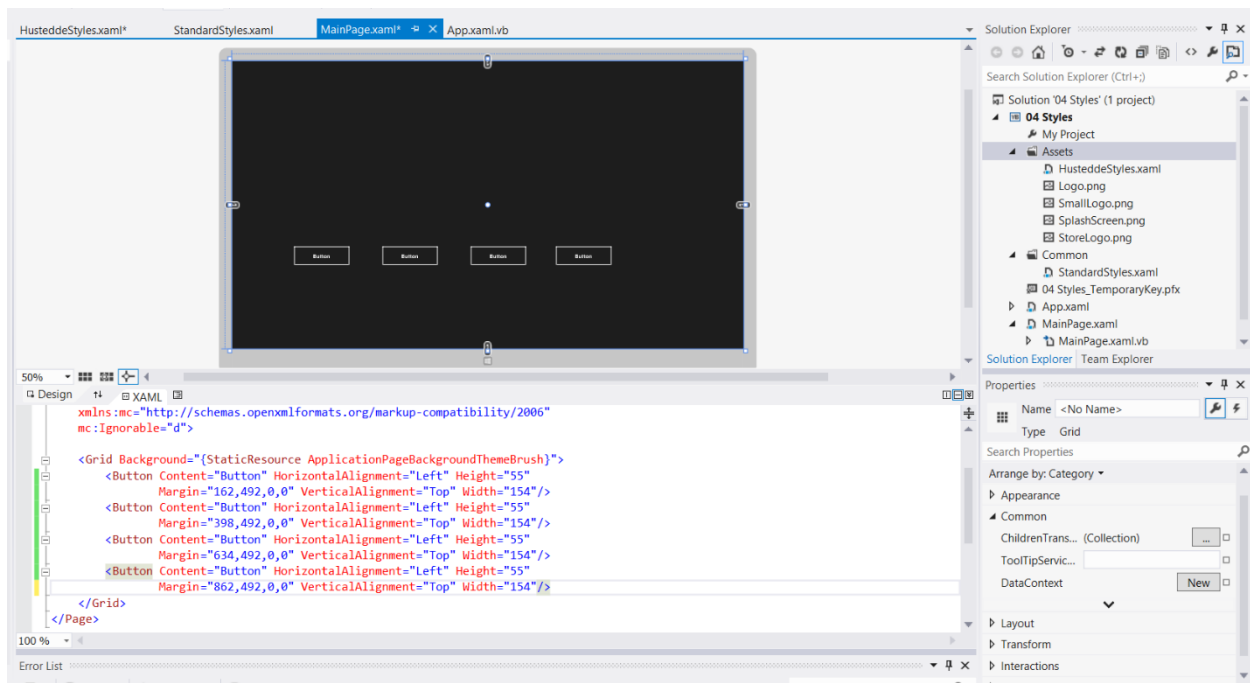 HusteddeStyles.xaml* StandardStyles.xaml MainPage.xaml* App.xaml.vb
Button Button Button Button
50%
Design XAML
xmlns:mc="http://schemas.openxmlformats.org/markup-compatibility/2006"
mc:Ignorable="d">
<Grid Background="{StaticResource ApplicationPageBackgroundThemeBrush}">
<Button Content="Button" HorizontalAlignment="Left" Height="55"
Margin="162,492,0,0" VerticalAlignment="Top" Width="154"/>
<Button Content="Button" HorizontalAlignment="Left" Height="55"
Margin="398,492,0,0" VerticalAlignment="Top" Width="154"/>
<Button Content="Button" HorizontalAlignment="Left" Height="55"
Margin="634,492,0,0" VerticalAlignment="Top" Width="154"/>
<Button Content="Button" HorizontalAlignment="Left" Height="55"
Margin="862,492,0,0" VerticalAlignment="Top" Width="154"/>
</Grid>
</Page>
100 %
Error List
Solution Explorer
Search Solution Explorer (Ctrl+;)
Solution '04 Styles' (1 project)
04 Styles
My Project
Assets
HusteddeStyles.xaml
Logo.png
SmallLogo.png
SplashScreen.png
StoreLogo.png
Common
StandardStyles.xaml
04 Styles_TemporaryKey.pfx
App.xaml
MainPage.xaml
MainPage.xaml.vb
Solution Explorer Team Explorer
Properties
Name <No Name>
Type Grid
Search Properties
Arrange by: Category
Appearance
Common
ChildrenTrans... (Collection) ...
ToolTipServic...
DataContext New
Layout
Transform
Interactions